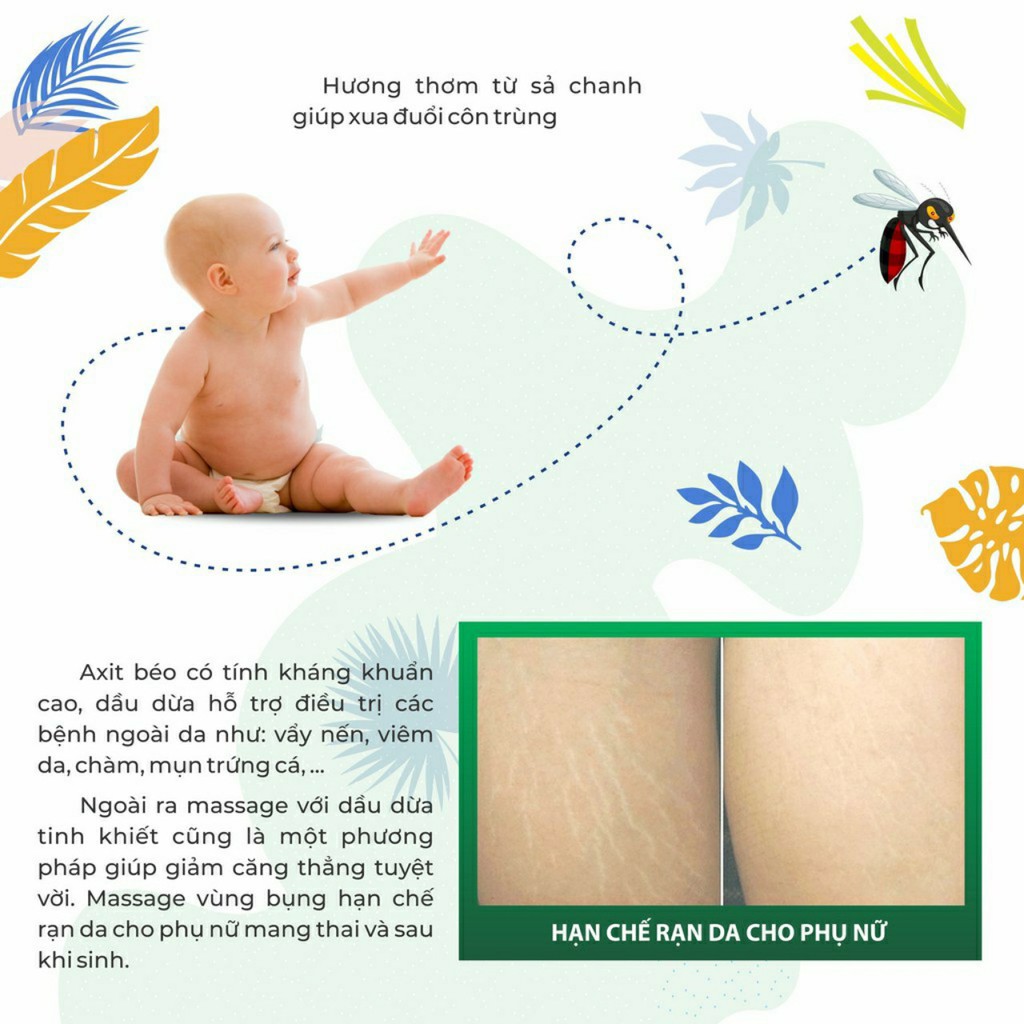 Hương thơm từ sả chanh
giúp xua đuổi côn trùng
Axit béo có tính kháng khuẩn
cao, dầu dừa hỗ trợ điều trị các
bệnh ngoài da như: vẩy nến, viêm
da, chàm, mụn trứng cá, ...
Ngoài ra massage với dầu dừa
tinh khiết cũng là một phương
pháp giúp giảm căng thẳng tuyệt
vời. Massage vùng bụng hạn chế
rạn da cho phụ nữ mang thai và sau
khi sinh.
HẠN CHẾ RẠN DA CHO PHỤ NỮ